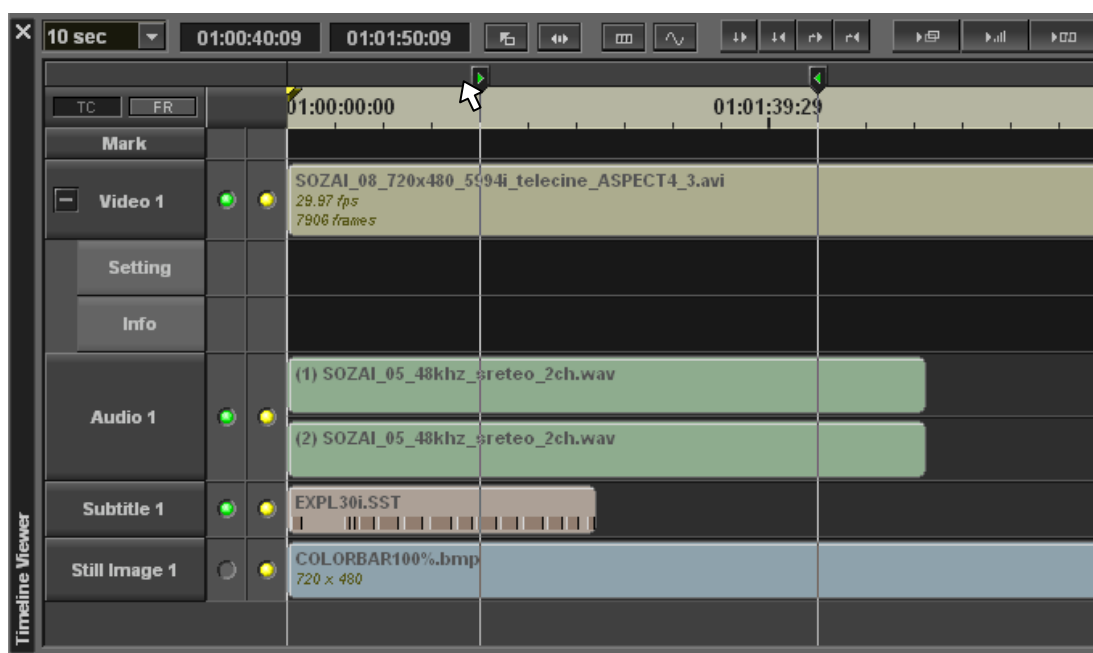 10 sec 01:00:40:09 01:01:50:09
TC FR 01:00:00:00 01:01:39:29
Mark
Video 1
SOZAI_08_720x480_5994i_telecine_ASPECT4_3.avi
29.97 fps
7906 frames
Setting
Info
Audio 1
(1) SOZAI_05_48khz_sreteo_2ch.wav
(2) SOZAI_05_48khz_sreteo_2ch.wav
Subtitle 1
EXPL30i.SST
Still Image 1
COLORBAR100%.bmp
720 x 480
Timeline Viewer